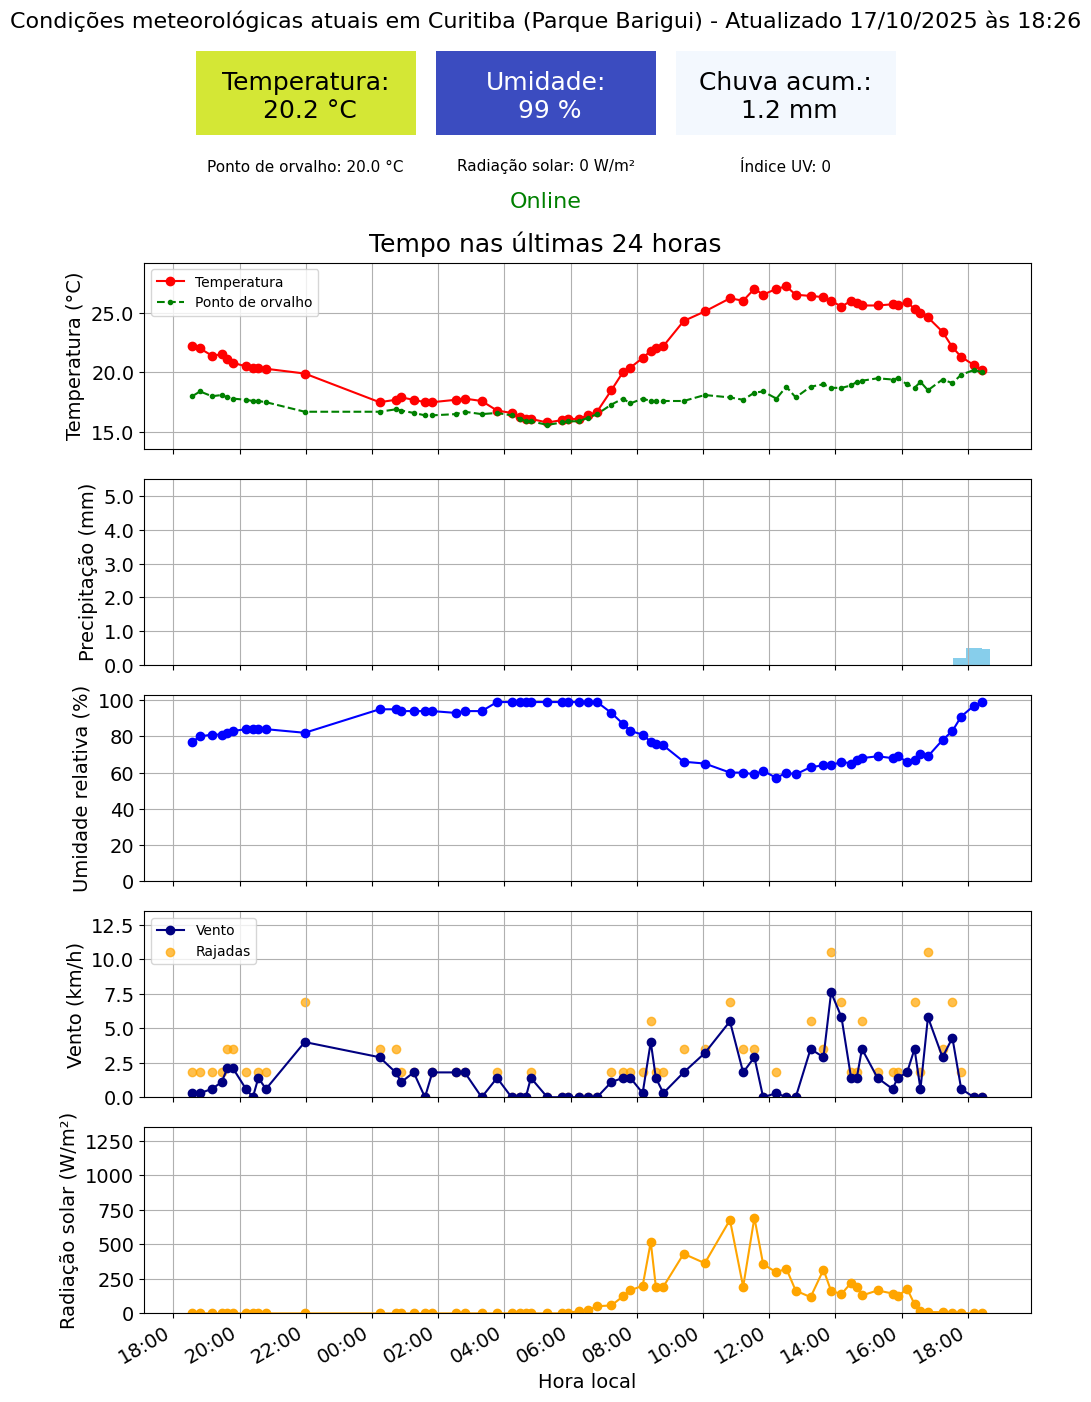 Condições meteorológicas atuais em Curitiba (Parque Barigui) - Atualizado 17/10/2025 às 18:26
Temperatura:
20.2 °C
Umidade:
99 %
Chuva acum.:
1.2 mm
Ponto de orvalho: 20.0 °C
Radiação solar: 0 W/m²
Índice UV: 0
Online
Tempo nas últimas 24 horas
Temperatura (°C)
25.0
20.0
15.0
Temperatura
Ponto de orvalho
Precipitação (mm)
5.0
4.0
3.0
2.0
1.0
0.0
Umidade relativa (%)
100
80
60
40
20
0
Vento (km/h)
12.5
10.0
7.5
5.0
2.5
0.0
Vento
Rajadas
Radiação solar (W/m²)
1250
1000
750
500
250
0
18:00
20:00
22:00
00:00
02:00
04:00
06:00
08:00
10:00
12:00
14:00
16:00
18:00
Hora local